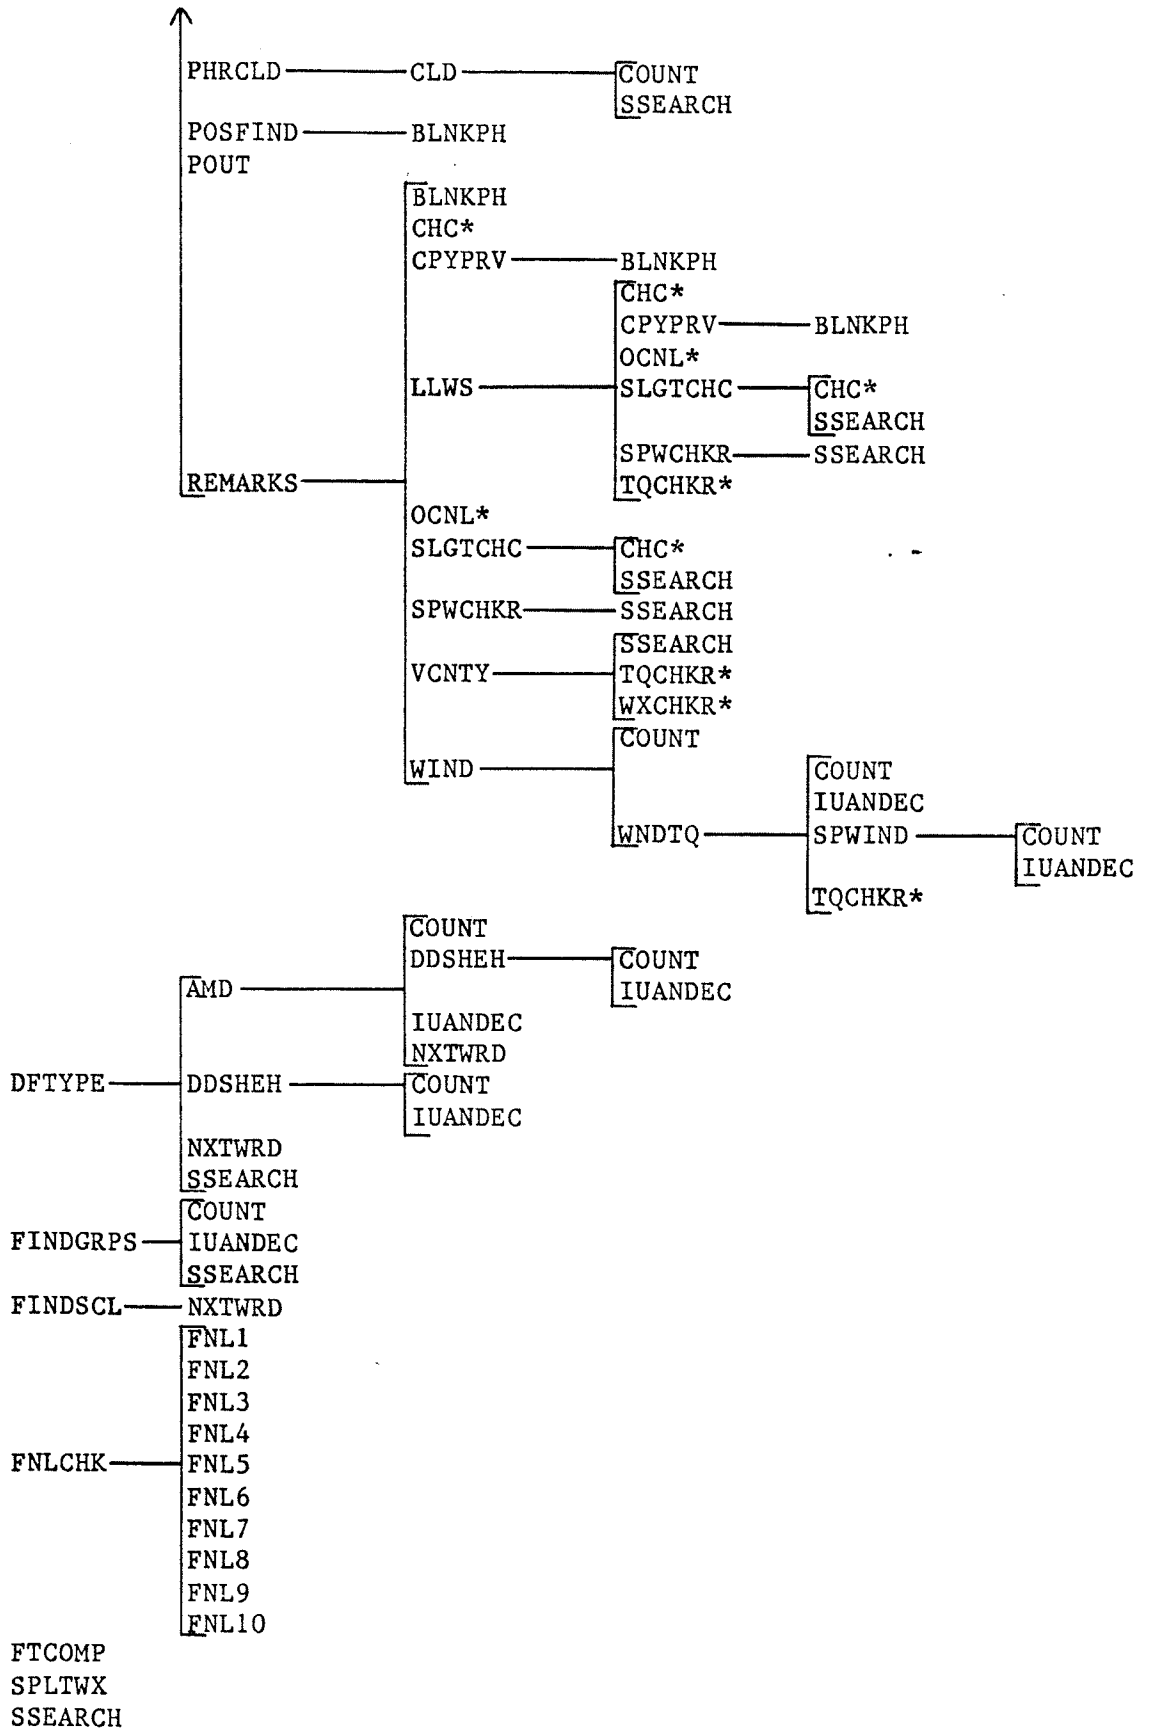 PHRCLD CLD COUNT
SSEARCH
POSFIND BLNKPH
POUT
BLNKPH
CHC*
CPYPRV BLNKPH
CHC*
CPYPRV BLNKPH
OCNL*
LLWS SLGTCHC CHC*
SSEARCH
SPWCHKR SSEARCH
REMARKS TQCHKR*
OCNL*
SLGTCHC CHC*
SSEARCH
SPWCHKR SSEARCH
SSEARCH
VCNTY TQCHKR*
WXCHKR*
COUNT
WIND COUNT
IUANDEC
WNDTQ SPWIND COUNT
IUANDEC
TQCHKR*
COUNT
DDSHEH COUNT
AMD IUANDEC
IUANDEC
NXTWRD
DFTYPE DDSHEH COUNT
IUANDEC
NXTWRD
SSEARCH
COUNT
FINDGRPS IUANDEC
SSEARCH
FINDSCL NXTWRD
FNL1
FNL2
FNL3
FNL4
FNLCHK FNL5
FNL6
FNL7
FNL8
FNL9
FNL10
FTCOMP
SPLTWX
SSEARCH